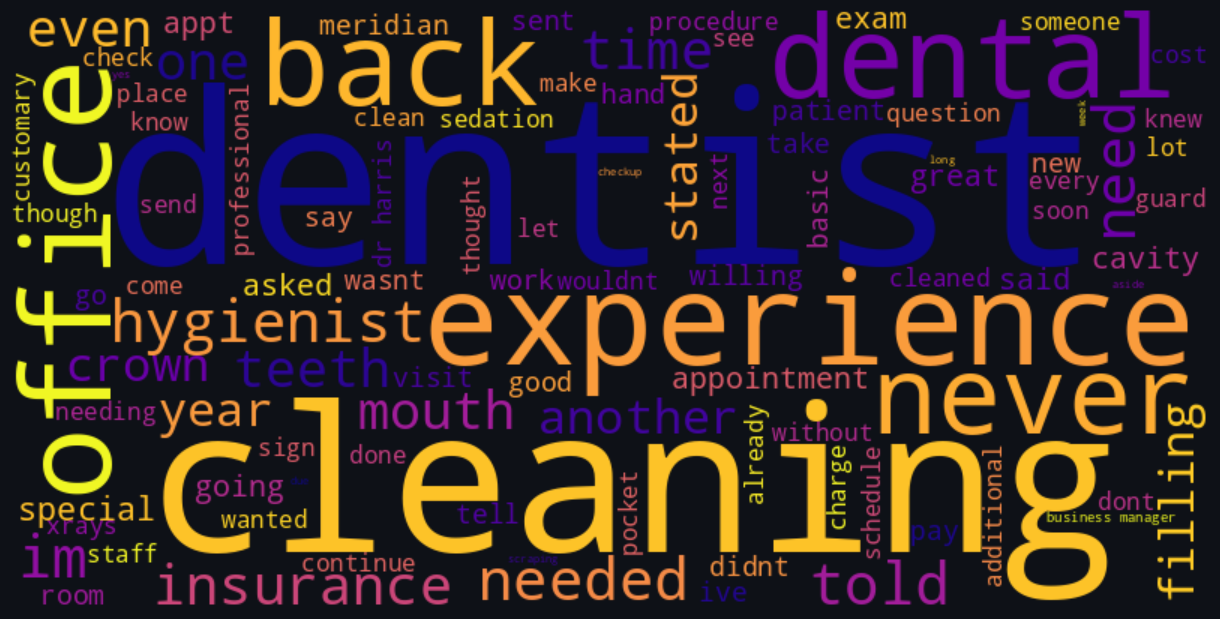 even
appt
meridian
sent
procedure
exam
someone
check
one
back
time
see
dental
cost
customary
yes
place
know
professional
clean
sedation
make
hand
stated
patient
question
week
need
knew
lot
office
dentist
take
checkup
long
great
new
every
soon
guard
though
send
say
dr harris
thought
let
next
basic
cavity
go
come
asked
wasnt
work
wouldnt
willing
cleaned
said
aside
hygienist
experience
crown
teeth
visit
good
appointment
never
needing
year
mouth
another
already
without
filling
sign
done
cleaning
charge
schedule
additional
special
xrays
going
wanted
tell
pocket
pay
dont
business manager
im
staff
continue
scraping
didnt
room
insurance
needed
ive
told